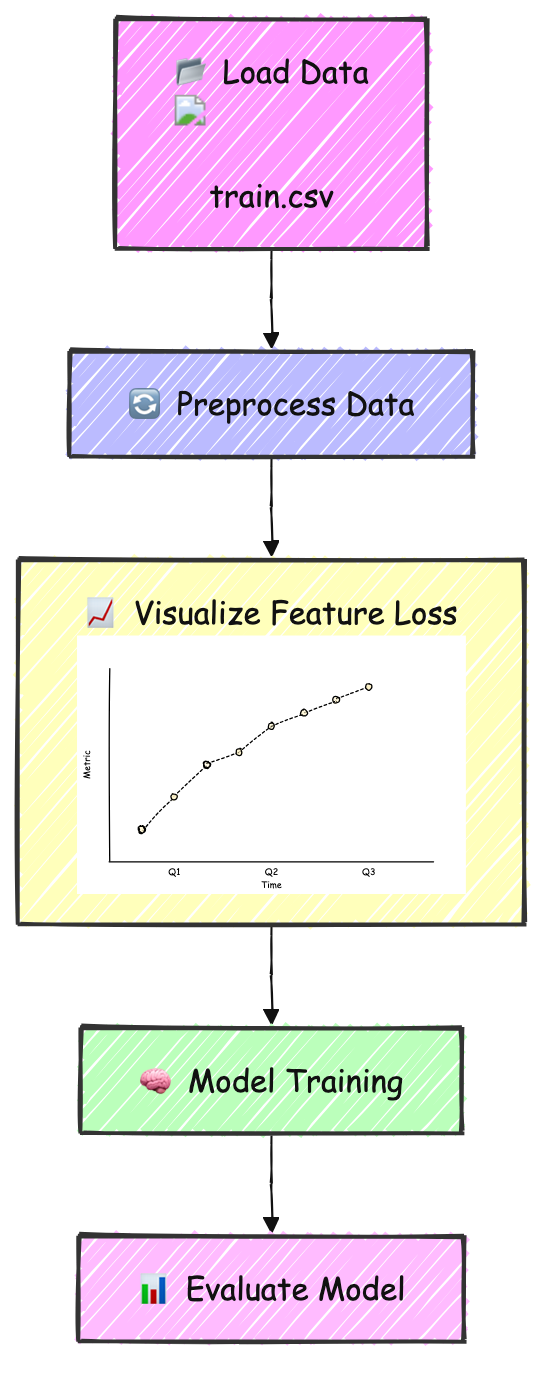 Load Data
train.csv
Preprocess Data
Visualize Feature Loss
Metric
Q1 Q2 Q3
Time
Model Training
Evaluate Model